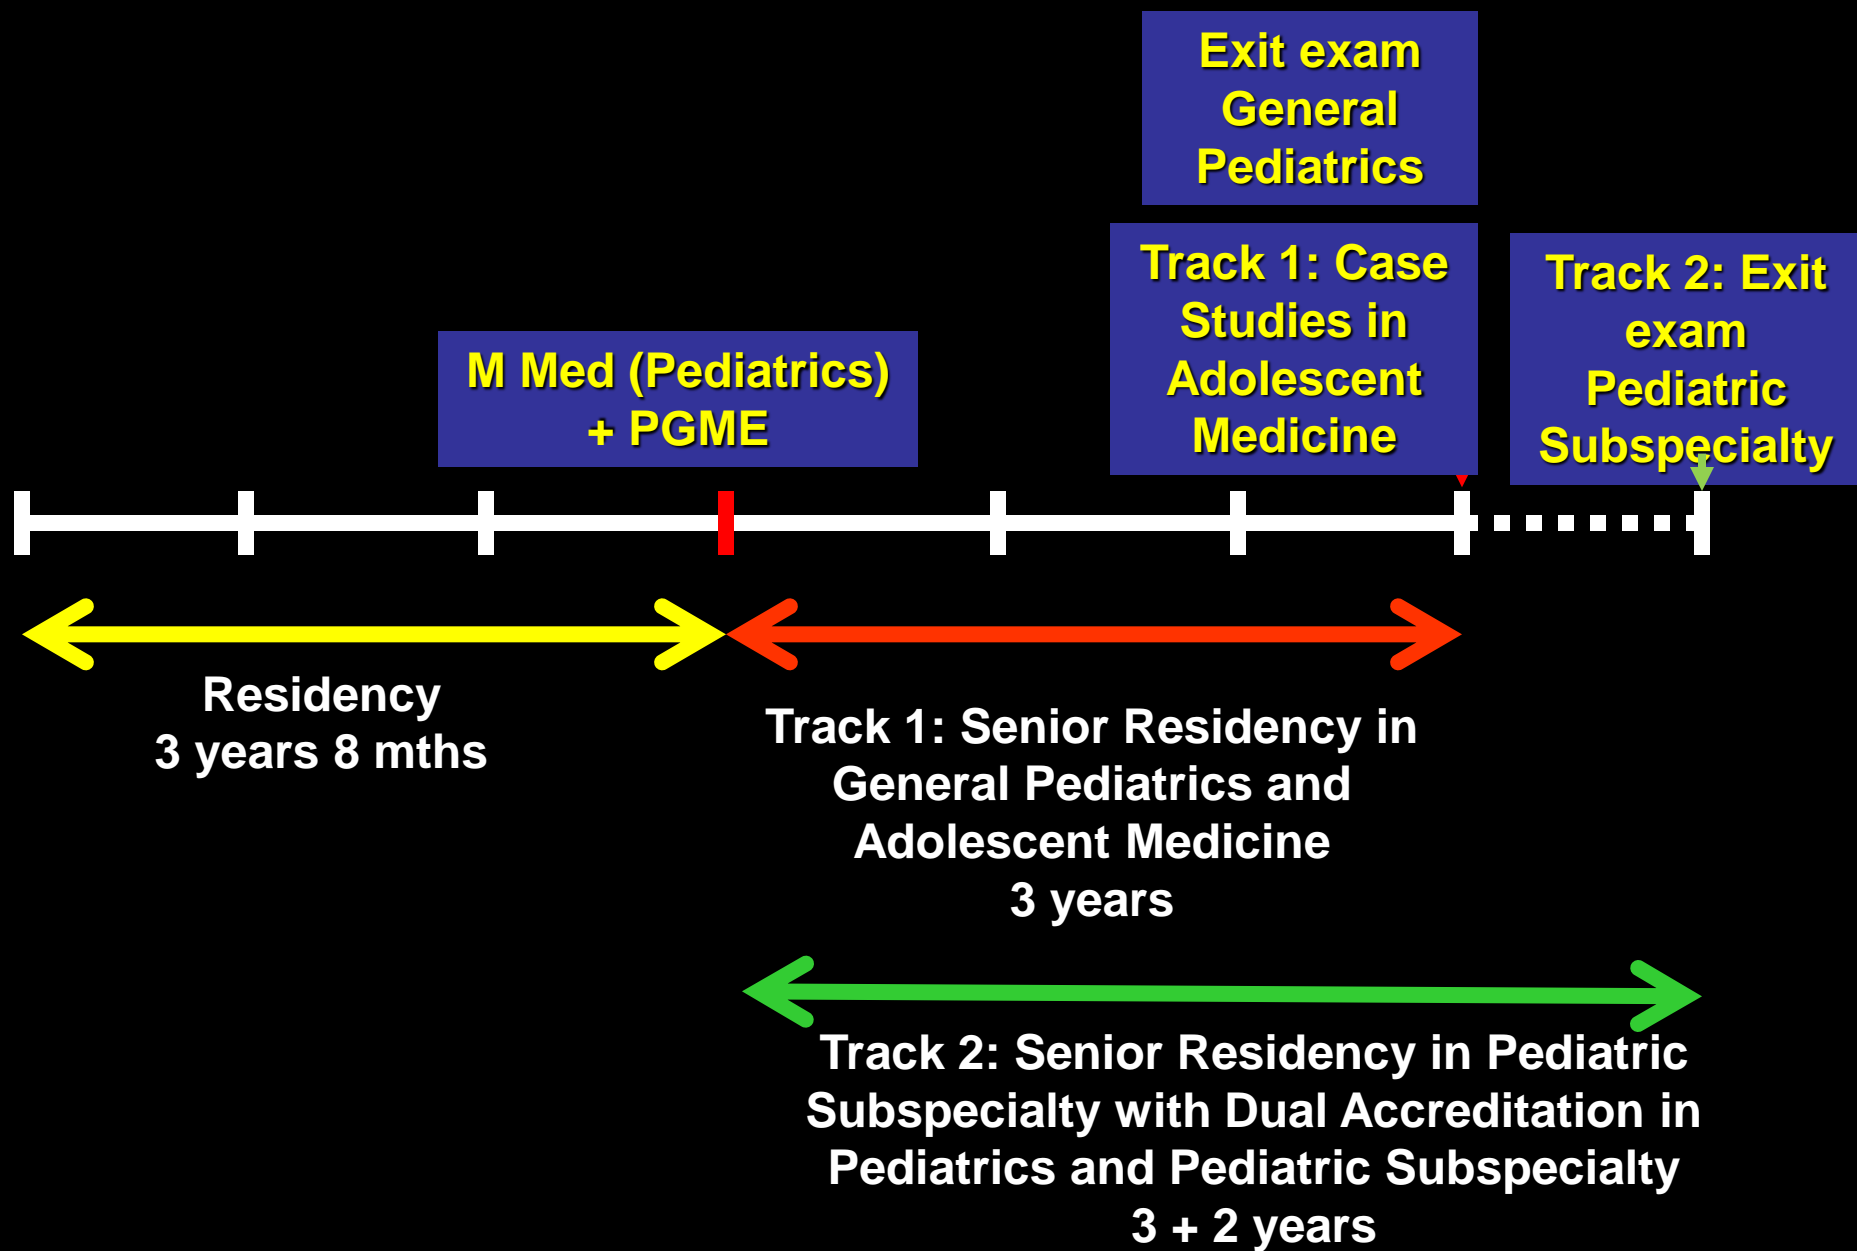 Exit exam
General
Pediatrics
Track 1: Case
Studies in
Adolescent
Medicine
Track 2: Exit
exam
Pediatric
Subspecialty
M Med (Pediatrics)
+ PGME
Residency
3 years 8 mths
Track 1: Senior Residency in
General Pediatrics and
Adolescent Medicine
3 years
Track 2: Senior Residency in Pediatric
Subspecialty with Dual Accreditation in
Pediatrics and Pediatric Subspecialty
3 + 2 years